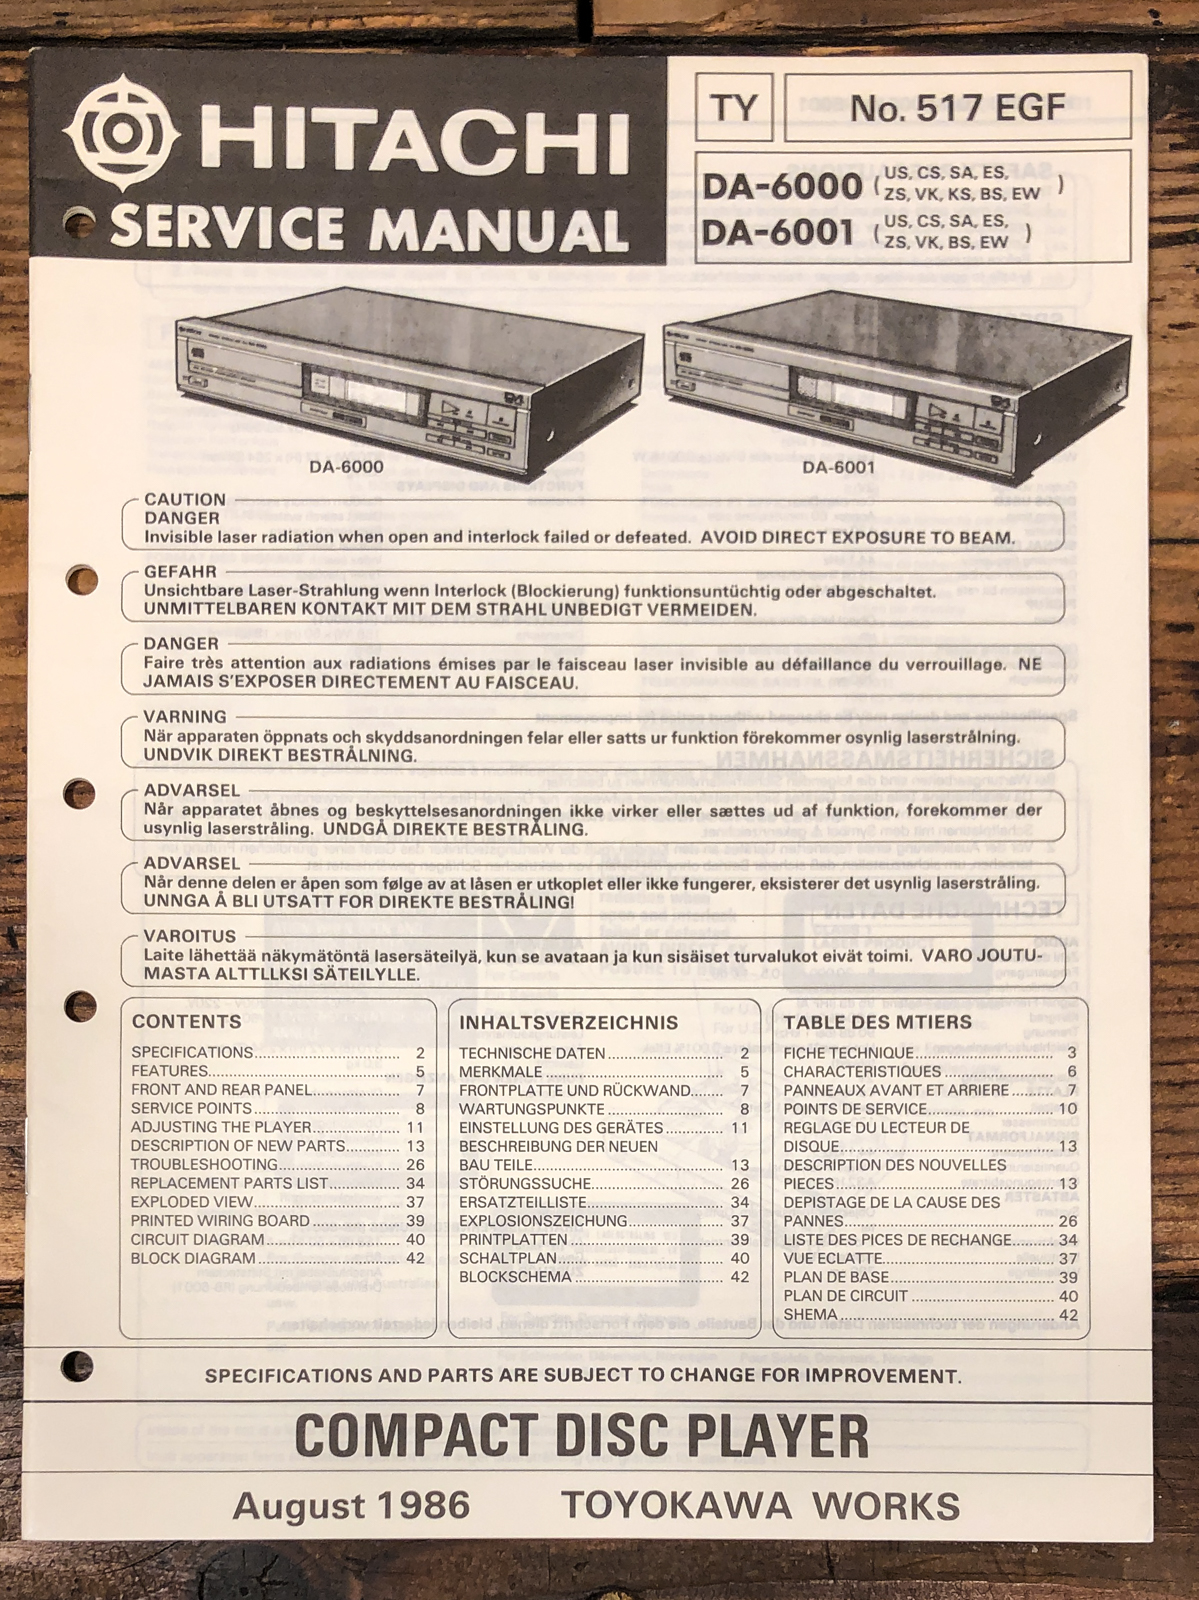 HITACHI
SERVICE MANUAL
TY
No. 517 EGF
DA-6000 (US, CS, SA, ES,
ZS, VK, KS, BS, EW)
DA-6001 (US, CS, SA, ES,
ZS, VK, BS, EW)
DA-6000
DA-6001
CAUTION
DANGER
Invisible laser radiation when open and interlock failed or defeated. AVOID DIRECT EXPOSURE TO BEAM.
GEFAHR
Unsichtbare Laser-Strahlung wenn Interlock (Blockierung) funktionsuntüchtig oder abgeschaltet.
UNMITTELBAREN KONTAKT MIT DEM STRAHL UNBEDIGT VERMEIDEN.
DANGER
Faire très attention aux radiations émises par le faisceau laser invisible au défaillance du verrouillage. NE
JAMAIS S'EXPOSER DIRECTEMENT AU FAISCEAU.
VARNING
När apparaten öppnats och skyddsanordningen felar eller satts ur funktion förekommer osynlig laserstrålning.
UNDVIK DIREKT BESTRÅLNING.
ADVARSEL
Når apparatet åbnes og beskyttelsesanordningen ikke virker eller sættes ud af funktion, forekommer der
usynlig laserstråling. UNDGÅ DIREKTE BESTRÅLING.
ADVARSEL
Når denne delen er åpen som følge av at låsen er utkoplet eller ikke fungerer, eksisterer det usynlig laserstråling.
UNNGA Å BLI UTSATT FOR DIREKTE BESTRÅLING!
VAROITUS
Laite lähettää näkymätöntä lasersäteilyä, kun se avataan ja kun sisäiset turvalukot eivät toimi. VARO JOUTU-
MASTA ALTTLLKSI SÄTEILYLLE.
CONTENTS
SPECIFICATIONS 2
FEATURES 5
FRONT AND REAR PANEL 7
SERVICE POINTS 8
ADJUSTING THE PLAYER 11
DESCRIPTION OF NEW PARTS 13
TROUBLESHOOTING 26
REPLACEMENT PARTS LIST 34
EXPLODED VIEW 37
PRINTED WIRING BOARD 39
CIRCUIT DIAGRAM 40
BLOCK DIAGRAM 42
INHALTSVERZEICHNIS
TECHNISCHE DATEN 2
MERKMALE 5
FRONTPLATTE UND RÜCKWAND 7
WARTUNGSPUNKTE 8
EINSTELLUNG DES GERÄTES 11
BESCHREIBUNG DER NEUEN
BAU TEILE 13
STÖRUNGSSUCHE 26
ERSATZTEILLISTE 34
EXPLOSIONSZEICHUNG 37
PRINTPLATTEN 39
SCHALTPLAN 40
BLOCKSCHEMA 42
TABLE DES MTIERS
FICHE TECHNIQUE 3
CHARACTERISTIQUES 6
PANNEAUX AVANT ET ARRIERE 7
POINTS DE SERVICE 10
REGLAGE DU LECTEUR DE
DISQUE 13
DESCRIPTION DES NOUVELLES
PIECES 13
DEPISTAGE DE LA CAUSE DES
PANNES 26
LISTE DES PICES DE RECHANGE 34
VUE ECLATTE 37
PLAN DE BASE 39
PLAN DE CIRCUIT 40
SHEMA 42
SPECIFICATIONS AND PARTS ARE SUBJECT TO CHANGE FOR IMPROVEMENT.
COMPACT DISC PLAYER
August 1986 TOYOKAWA WORKS